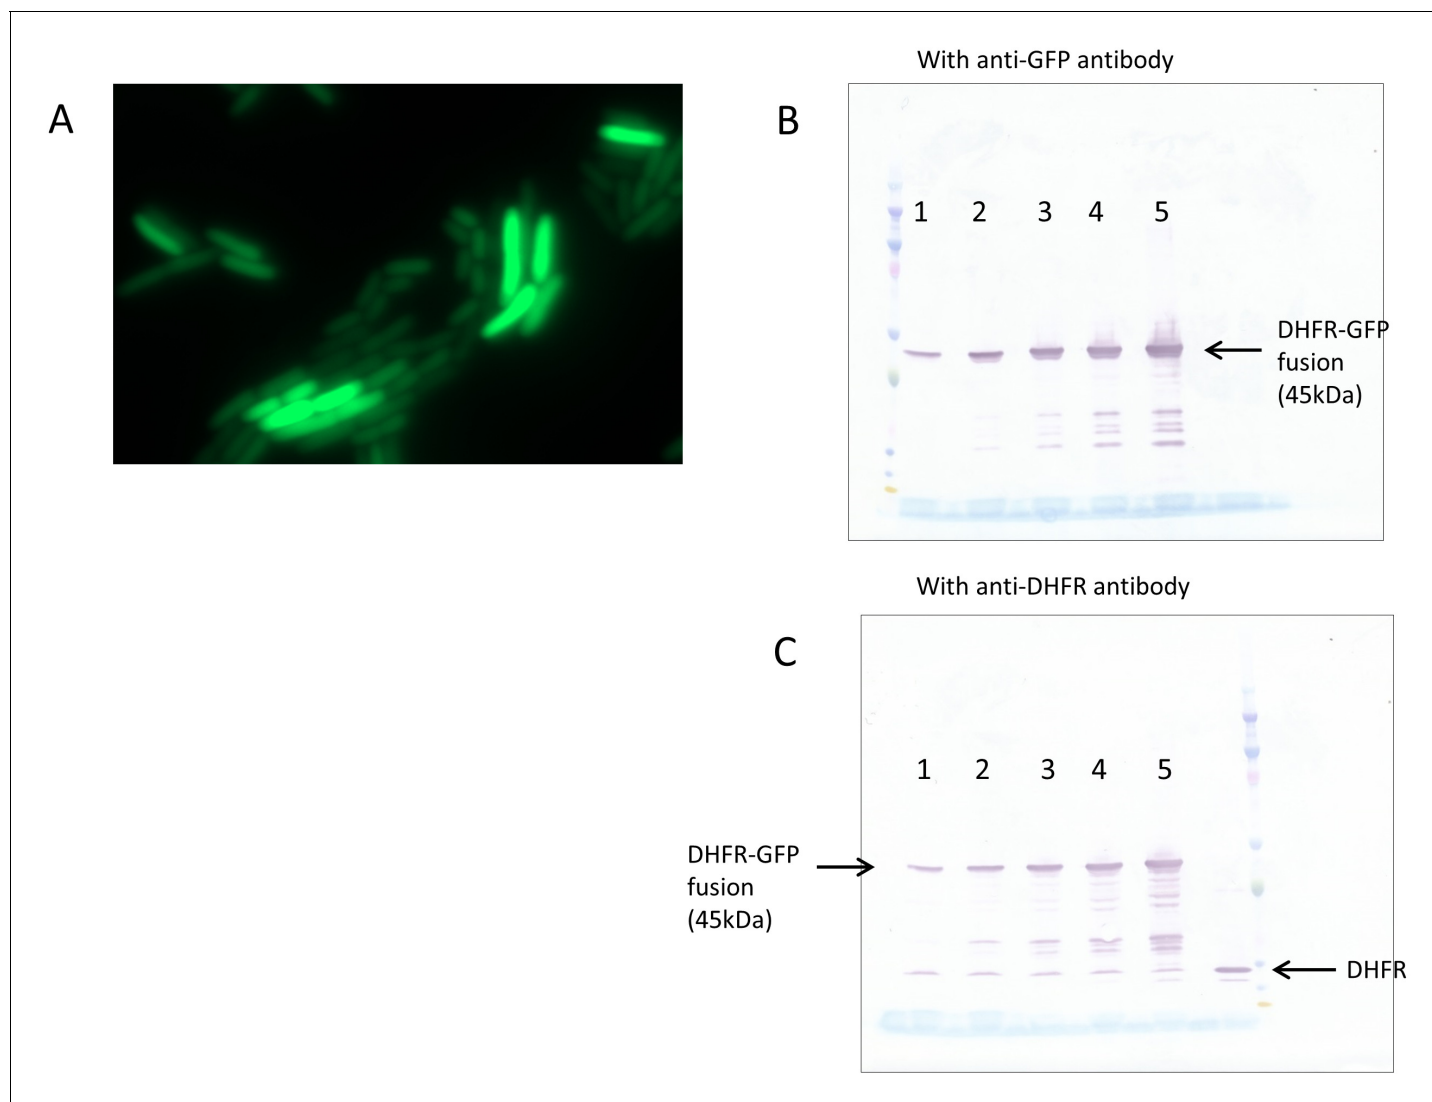 A
With anti-GFP antibody
B
1 2 3 4 5
DHFR-GFP
fusion
(45kDa)
With anti-DHFR antibody
C
1 2 3 4 5
DHFR-GFP
fusion
(45kDa)
DHFR